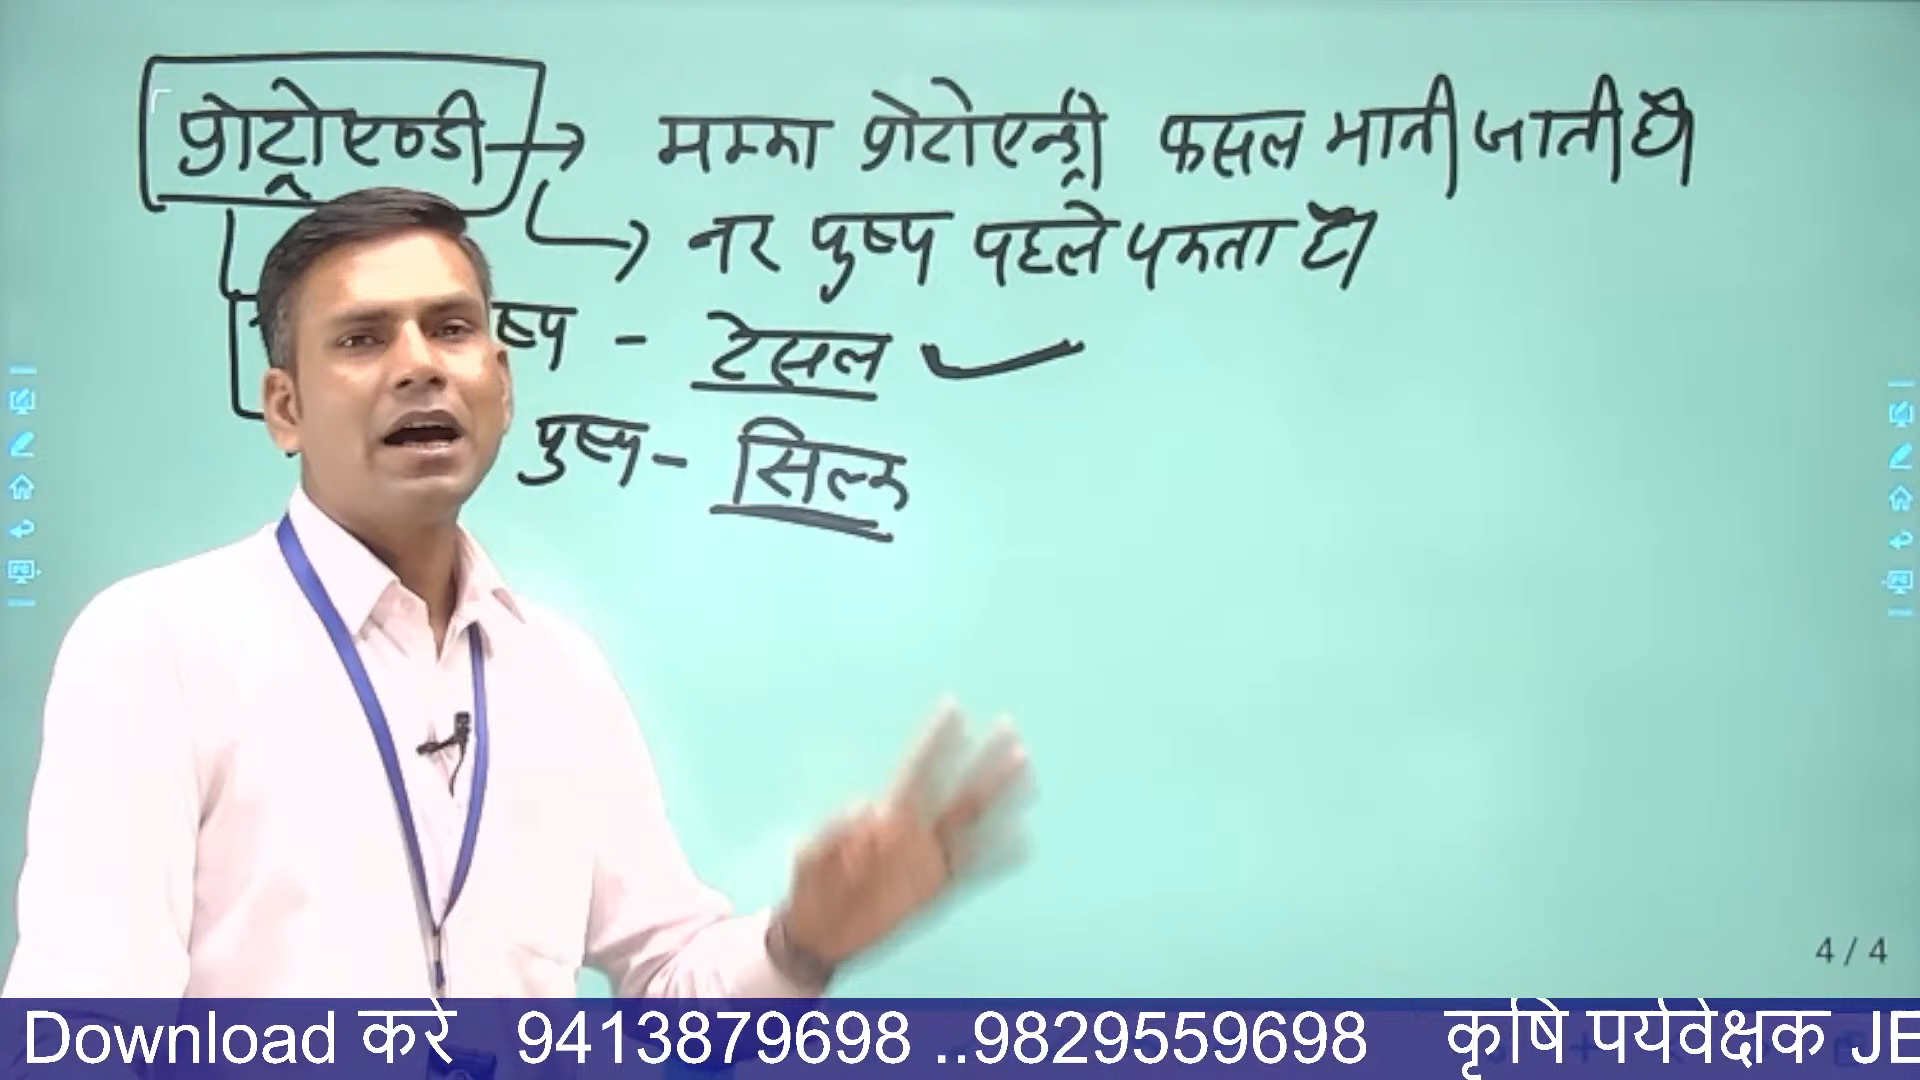 प्रोट्रोएण्डी → मक्का प्रोटोएन्ड्री फसल मानी जाती है।
→ नर पुष्प पहले पकता है।
ष्प - टेसल ✓
पुष्प - सिल्क
4 / 4
Download करे 9413879698 ..9829559698 कृषि पर्यवेक्षक JE